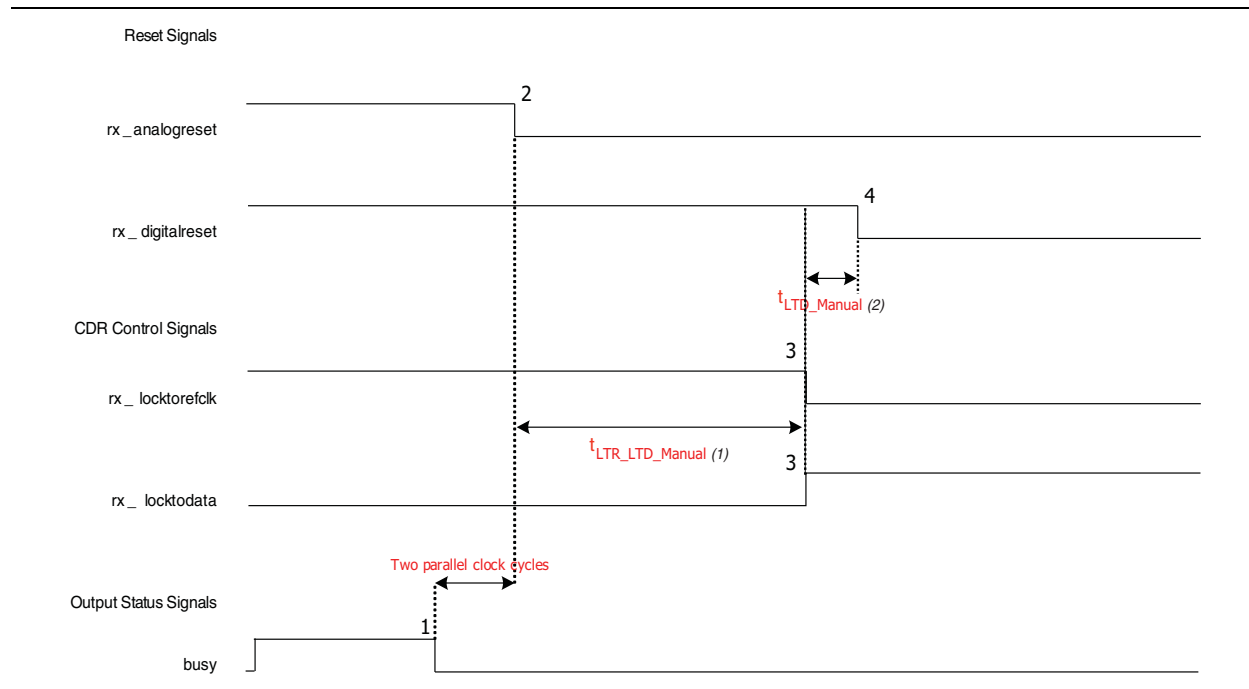 Reset Signals
2
rx _ analogreset
4
rx _ digitalreset
tLTD_Manual (2)
CDR Control Signals
3
rx _ locktorefclk
tLTR_LTD_Manual (1)
3
rx _ locktodata
Two parallel clock cycles
Output Status Signals
1
busy